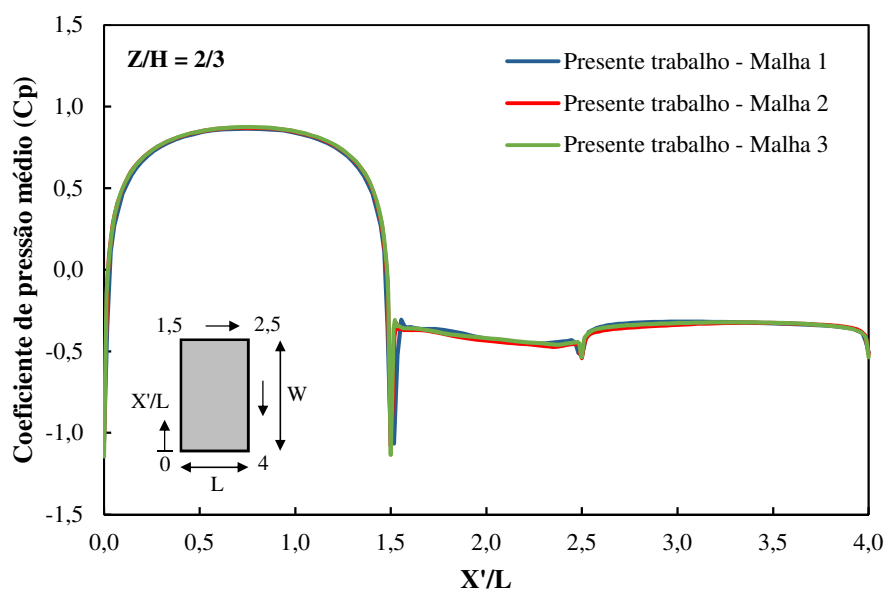 Coeficiente de pressão médio (Cp)
1,5
1,0
0,5
0,0
-0,5
-1,0
-1,5
Z/H = 2/3
Presente trabalho - Malha 1
Presente trabalho - Malha 2
Presente trabalho - Malha 3
1,5
2,5
X'/L
W
0
4
L
0,0 0,5 1,0 1,5 2,0 2,5 3,0 3,5 4,0
X'/L